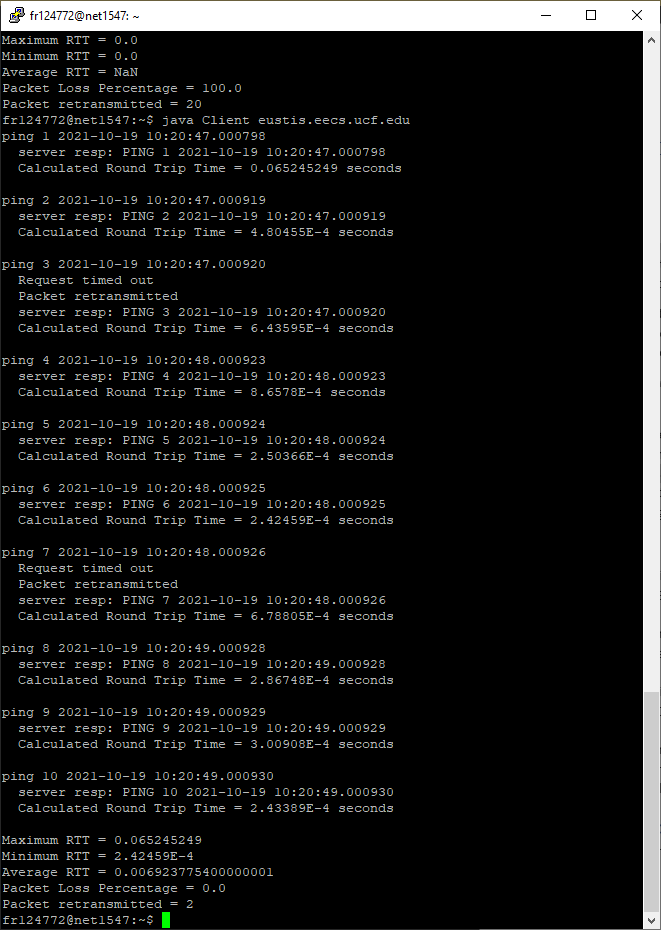 fr124772@net1547: ~
Maximum RTT = 0.0
Minimum RTT = 0.0
Average RTT = NaN
Packet Loss Percentage = 100.0
Packet retransmitted = 20
fr124772@net1547:~$ java Client eustis.eecs.ucf.edu
ping 1 2021-10-19 10:20:47.000798
  server resp: PING 1 2021-10-19 10:20:47.000798
  Calculated Round Trip Time = 0.065245249 seconds

ping 2 2021-10-19 10:20:47.000919
  server resp: PING 2 2021-10-19 10:20:47.000919
  Calculated Round Trip Time = 4.80455E-4 seconds

ping 3 2021-10-19 10:20:47.000920
  Request timed out
  Packet retransmitted
  server resp: PING 3 2021-10-19 10:20:47.000920
  Calculated Round Trip Time = 6.43595E-4 seconds

ping 4 2021-10-19 10:20:48.000923
  server resp: PING 4 2021-10-19 10:20:48.000923
  Calculated Round Trip Time = 8.6578E-4 seconds

ping 5 2021-10-19 10:20:48.000924
  server resp: PING 5 2021-10-19 10:20:48.000924
  Calculated Round Trip Time = 2.50366E-4 seconds

ping 6 2021-10-19 10:20:48.000925
  server resp: PING 6 2021-10-19 10:20:48.000925
  Calculated Round Trip Time = 2.42459E-4 seconds

ping 7 2021-10-19 10:20:48.000926
  Request timed out
  Packet retransmitted
  server resp: PING 7 2021-10-19 10:20:48.000926
  Calculated Round Trip Time = 6.78805E-4 seconds

ping 8 2021-10-19 10:20:49.000928
  server resp: PING 8 2021-10-19 10:20:49.000928
  Calculated Round Trip Time = 2.86748E-4 seconds

ping 9 2021-10-19 10:20:49.000929
  server resp: PING 9 2021-10-19 10:20:49.000929
  Calculated Round Trip Time = 3.00908E-4 seconds

ping 10 2021-10-19 10:20:49.000930
  server resp: PING 10 2021-10-19 10:20:49.000930
  Calculated Round Trip Time = 2.43389E-4 seconds

Maximum RTT = 0.065245249
Minimum RTT = 2.42459E-4
Average RTT = 0.006923775400000001
Packet Loss Percentage = 0.0
Packet retransmitted = 2
fr124772@net1547:~$